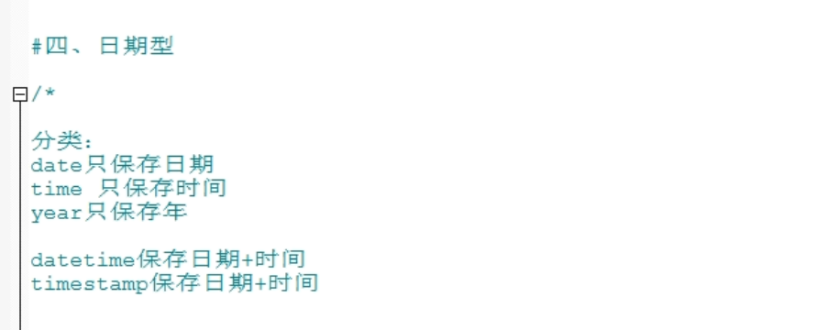 #四、日期型
/*
分类：
date只保存日期
time 只保存时间
year只保存年
datetime保存日期+时间
timestamp保存日期+时间